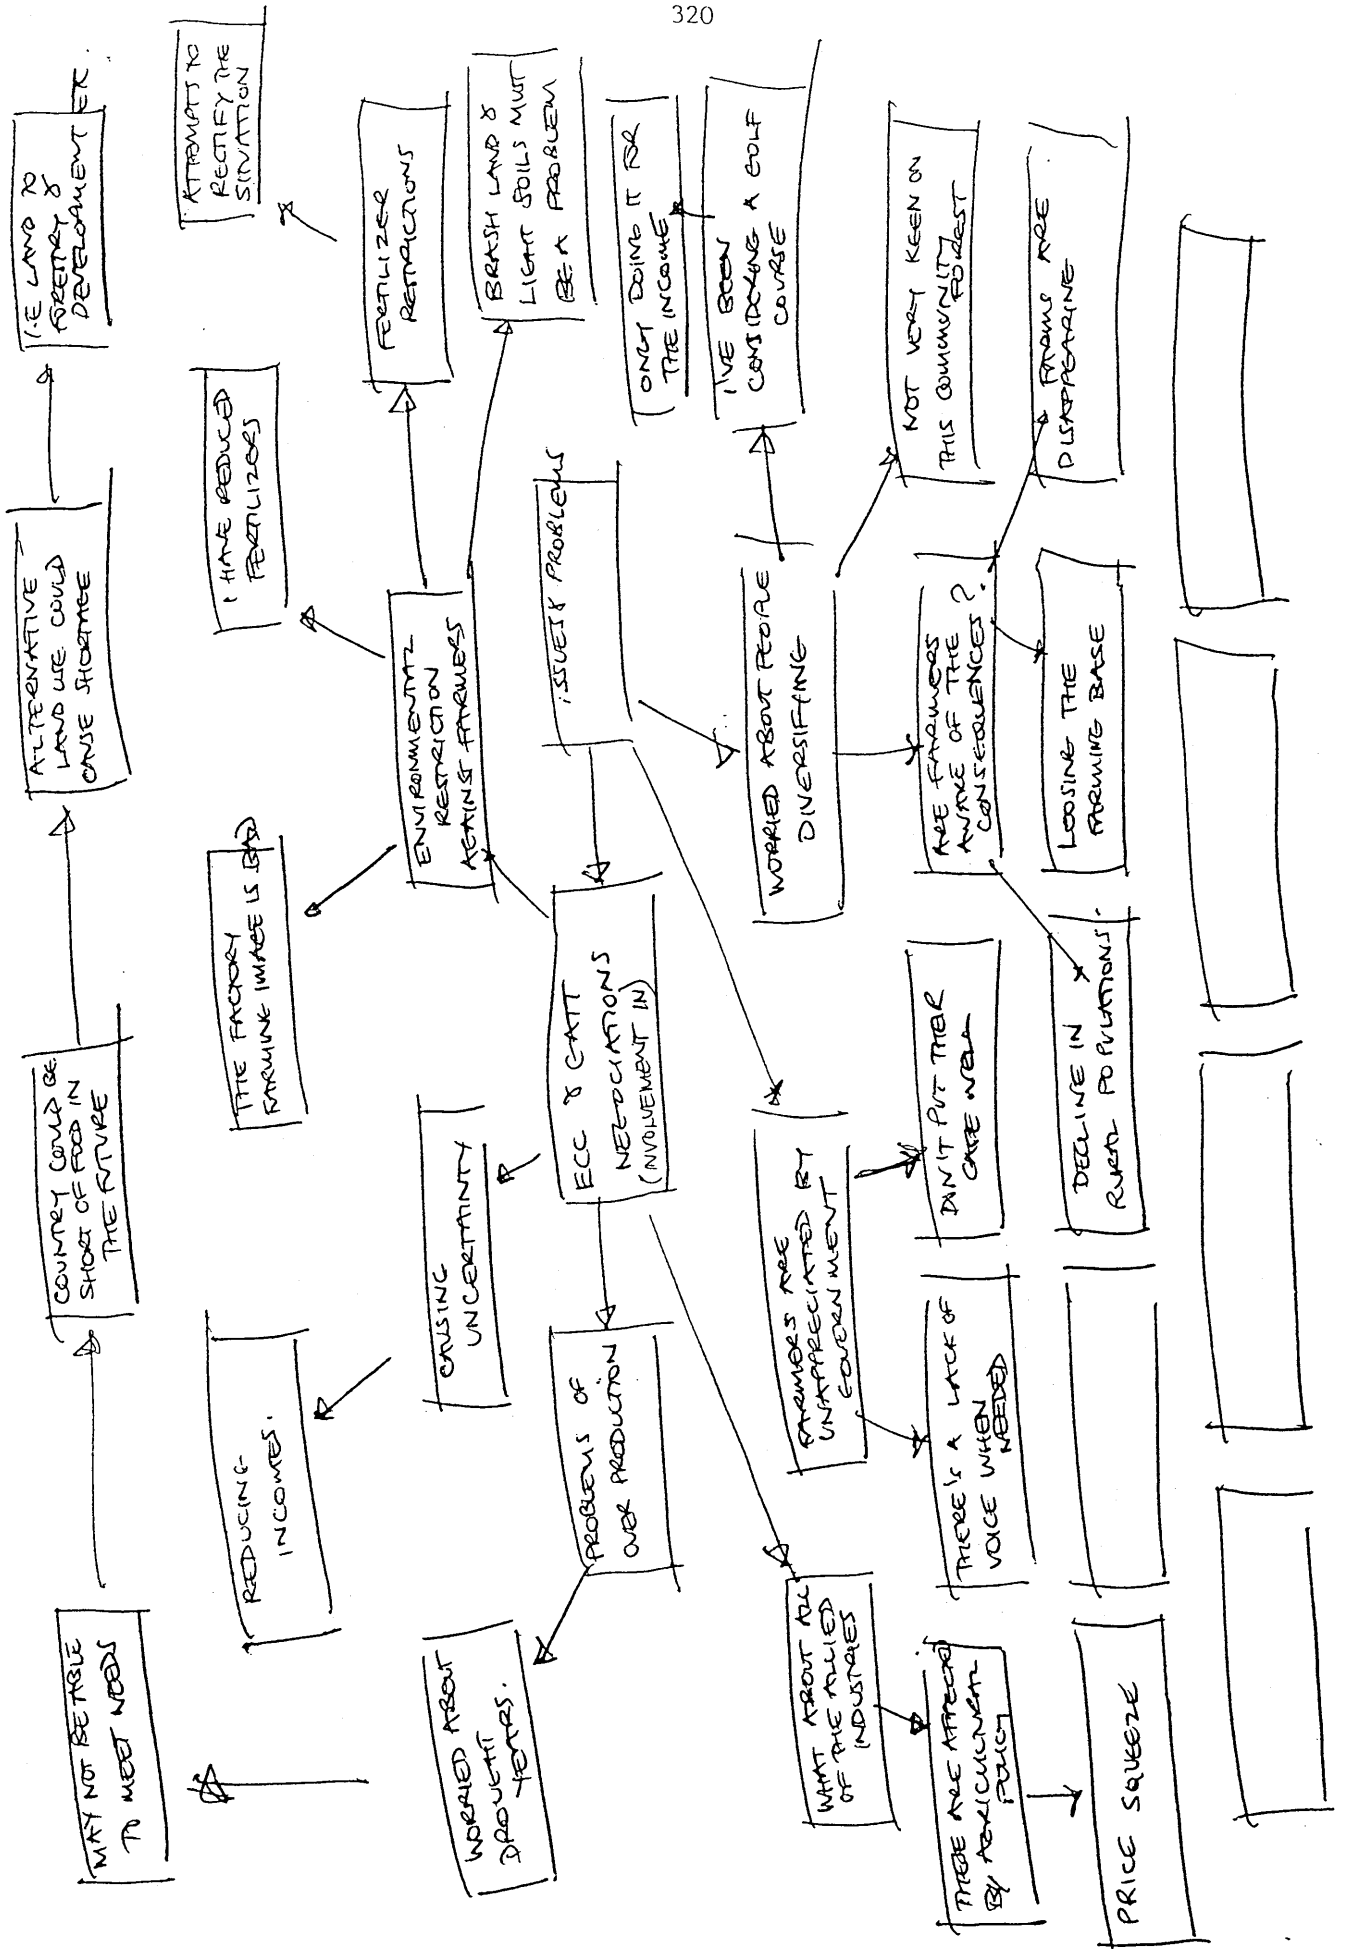 320
MAY NOT BE ABLE
TO MEET NEEDS
COUNTRY COULD BE
SHORT OF FOOD IN
THE FUTURE
ALTERNATIVE
LAND USE COULD
CAUSE SHORTAGE
I.E LAND TO
FORESTRY &
DEVELOPMENT ETC.
REDUCING
INCOMES.
THE FACTORY
FARMING IMAGE IS BAD
I HAVE REDUCED
FERTILIZERS
ATTEMPTS TO
RECTIFY THE
SITUATION
WORRIED ABOUT
DROUGHT
YEARS.
CAUSING
UNCERTAINTY
ENVIRONMENTAL
RESTRICTION
AGAINST FARMERS
FERTILIZER
RESTRICTIONS
BRASH LAND &
LIGHT SOILS MUST
BE A PROBLEM
PROBLEMS OF
OVER PRODUCTION
EEC & GATT
NEGOCIATIONS
(INVOLVEMENT IN)
ISSUES & PROBLEMS
ONLY DOING IT FOR
THE INCOME
WHAT ABOUT ALL
OF THE ALLIED
INDUSTRIES
FARMERS ARE
UNAPPRECIATED BY
GOVERNMENT
WORRIED ABOUT PEOPLE
DIVERSIFYING
I'VE BEEN
CONSIDERING A GOLF
COURSE
THESE ARE AFFECTED
BY AGRICULTURAL
POLICY
THERE'S A LACK OF
VOICE WHEN
NEEDED
DON'T PUT THEIR
CASE WELL
ARE FARMERS
AWARE OF THE
CONSEQUENCES?
NOT VERY KEEN ON
THIS COMMUNITY
FOREST
PRICE SQUEEZE
DECLINE IN
RURAL POPULATIONS.
LOOSING THE
FARMING BASE
FARMS ARE
DISAPPEARING